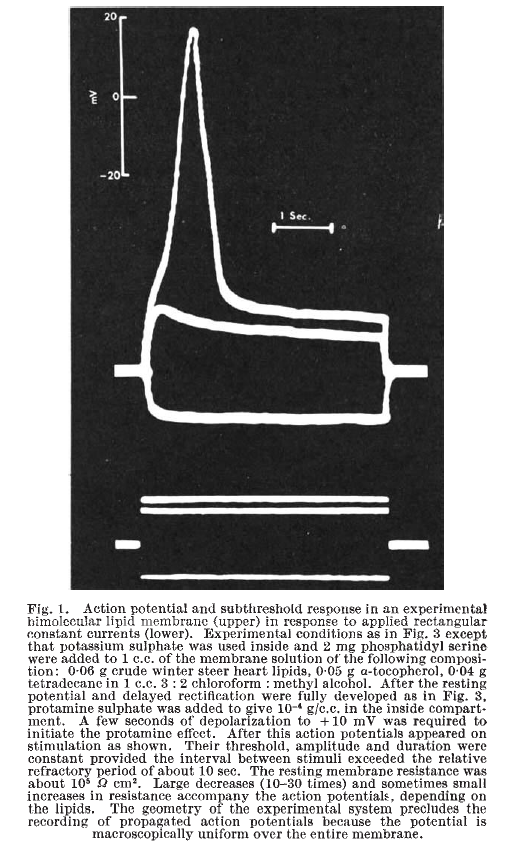 20
mV
0
-20
1 Sec.
Fig. 1. Action potential and subthreshold response in an experimental
bimolecular lipid membrane (upper) in response to applied rectangular
constant currents (lower). Experimental conditions as in Fig. 3 except
that potassium sulphate was used inside and 2 mg phosphatidyl serine
were added to 1 c.c. of the membrane solution of the following composi-
tion: 0·06 g crude winter steer heart lipids, 0·05 g α-tocopherol, 0·04 g
tetradecane in 1 c.c. 3 : 2 chloroform : methyl alcohol. After the resting
potential and delayed rectification were fully developed as in Fig. 3,
protamine sulphate was added to give 10⁻⁴ g/c.c. in the inside compart-
ment. A few seconds of depolarization to +10 mV was required to
initiate the protamine effect. After this action potentials appeared on
stimulation as shown. Their threshold, amplitude and duration were
constant provided the interval between stimuli exceeded the relative
refractory period of about 10 sec. The resting membrane resistance was
about 10⁵ Ω cm². Large decreases (10-30 times) and sometimes small
increases in resistance accompany the action potentials, depending on
the lipids. The geometry of the experimental system precludes the
recording of propagated action potentials because the potential is
macroscopically uniform over the entire membrane.